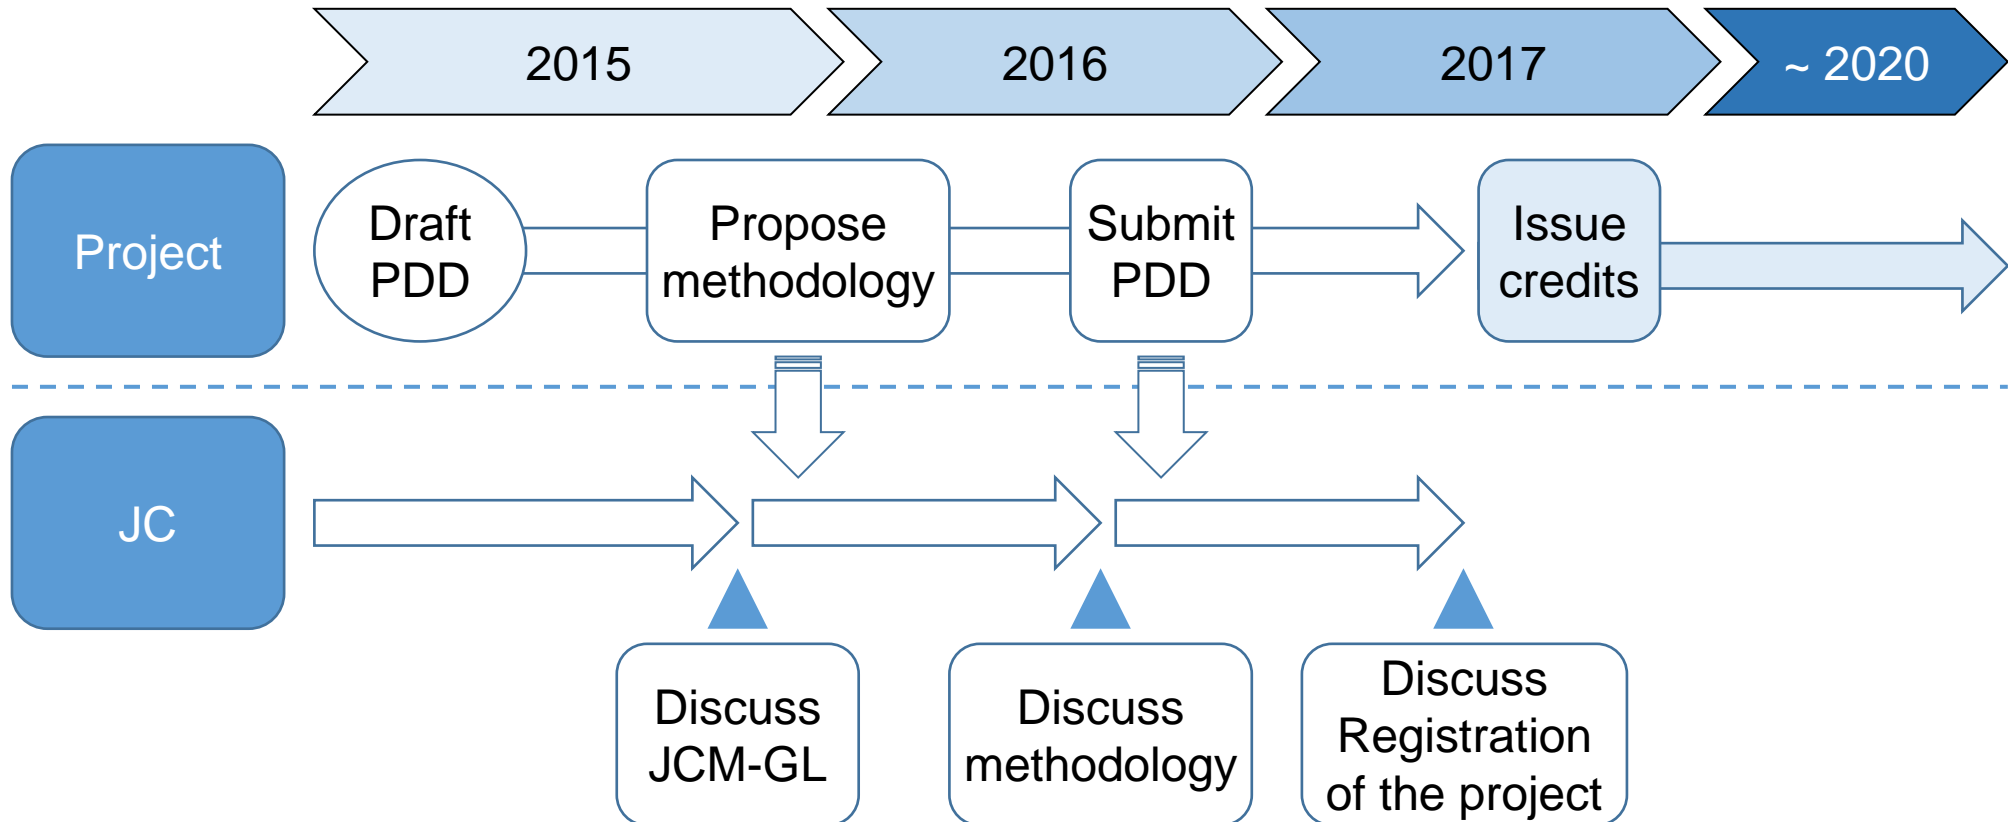 2015
2016
2017
~ 2020
Project
Draft
PDD
Propose
methodology
Submit
PDD
Issue
credits
JC
Discuss
JCM-GL
Discuss
methodology
Discuss
Registration
of the project